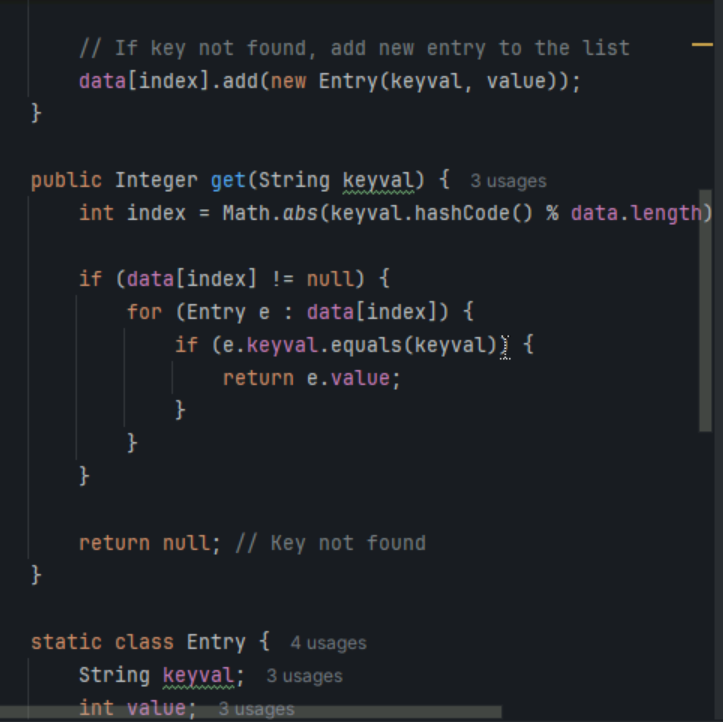 // If key not found, add new entry to the list
data[index].add(new Entry(keyval, value));
}
public Integer get(String keyval) { 3 usages
int index = Math.abs(keyval.hashCode() % data.length)
if (data[index] != null) {
for (Entry e : data[index]) {
if (e.keyval.equals(keyval)) {
return e.value;
}
}
}
return null; // Key not found
}
static class Entry { 4 usages
String keyval; 3 usages
int value; 3 usages